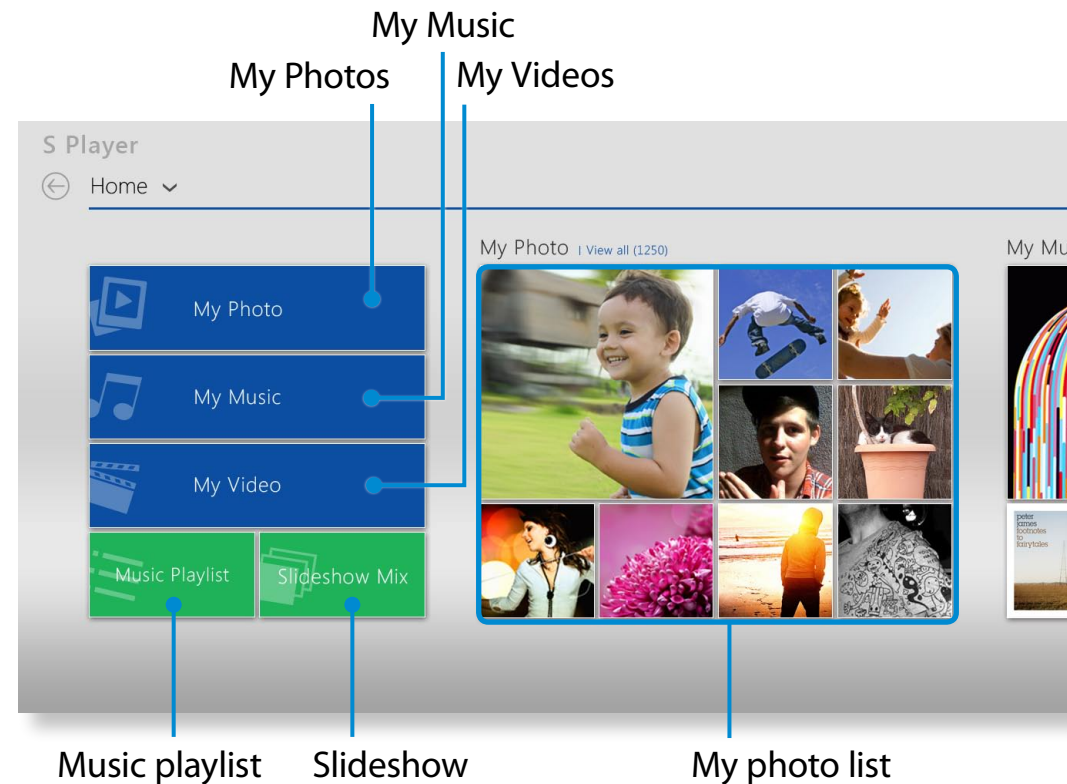 My Music
My Photos
My Videos
S Player
Home
My Photo | View all (1250)
My Mu
My Photo
My Music
My Video
Music Playlist
Slideshow Mix
peter
james
footnotes
to
fairytales
Music playlist
Slideshow
My photo list